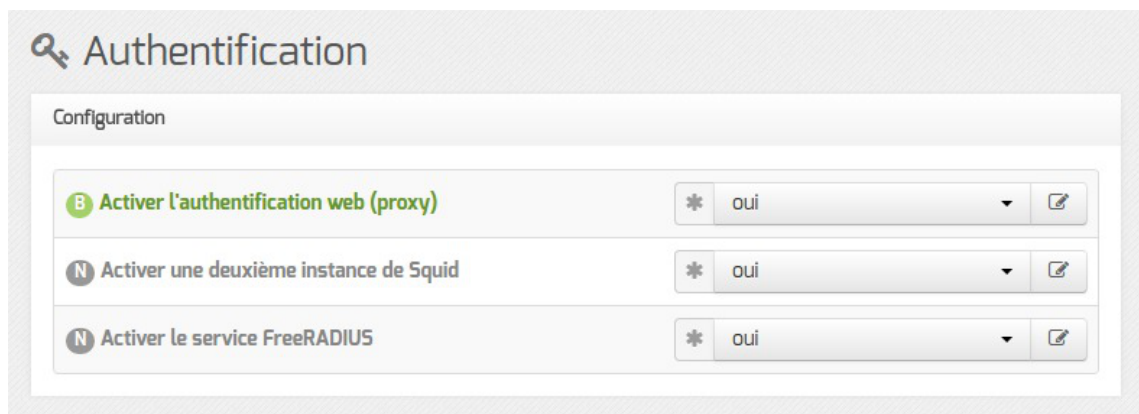 Authentification
Configuration
B Activer l'authentification web (proxy) oui
N Activer une deuxième instance de Squid oui
N Activer le service FreeRADIUS oui